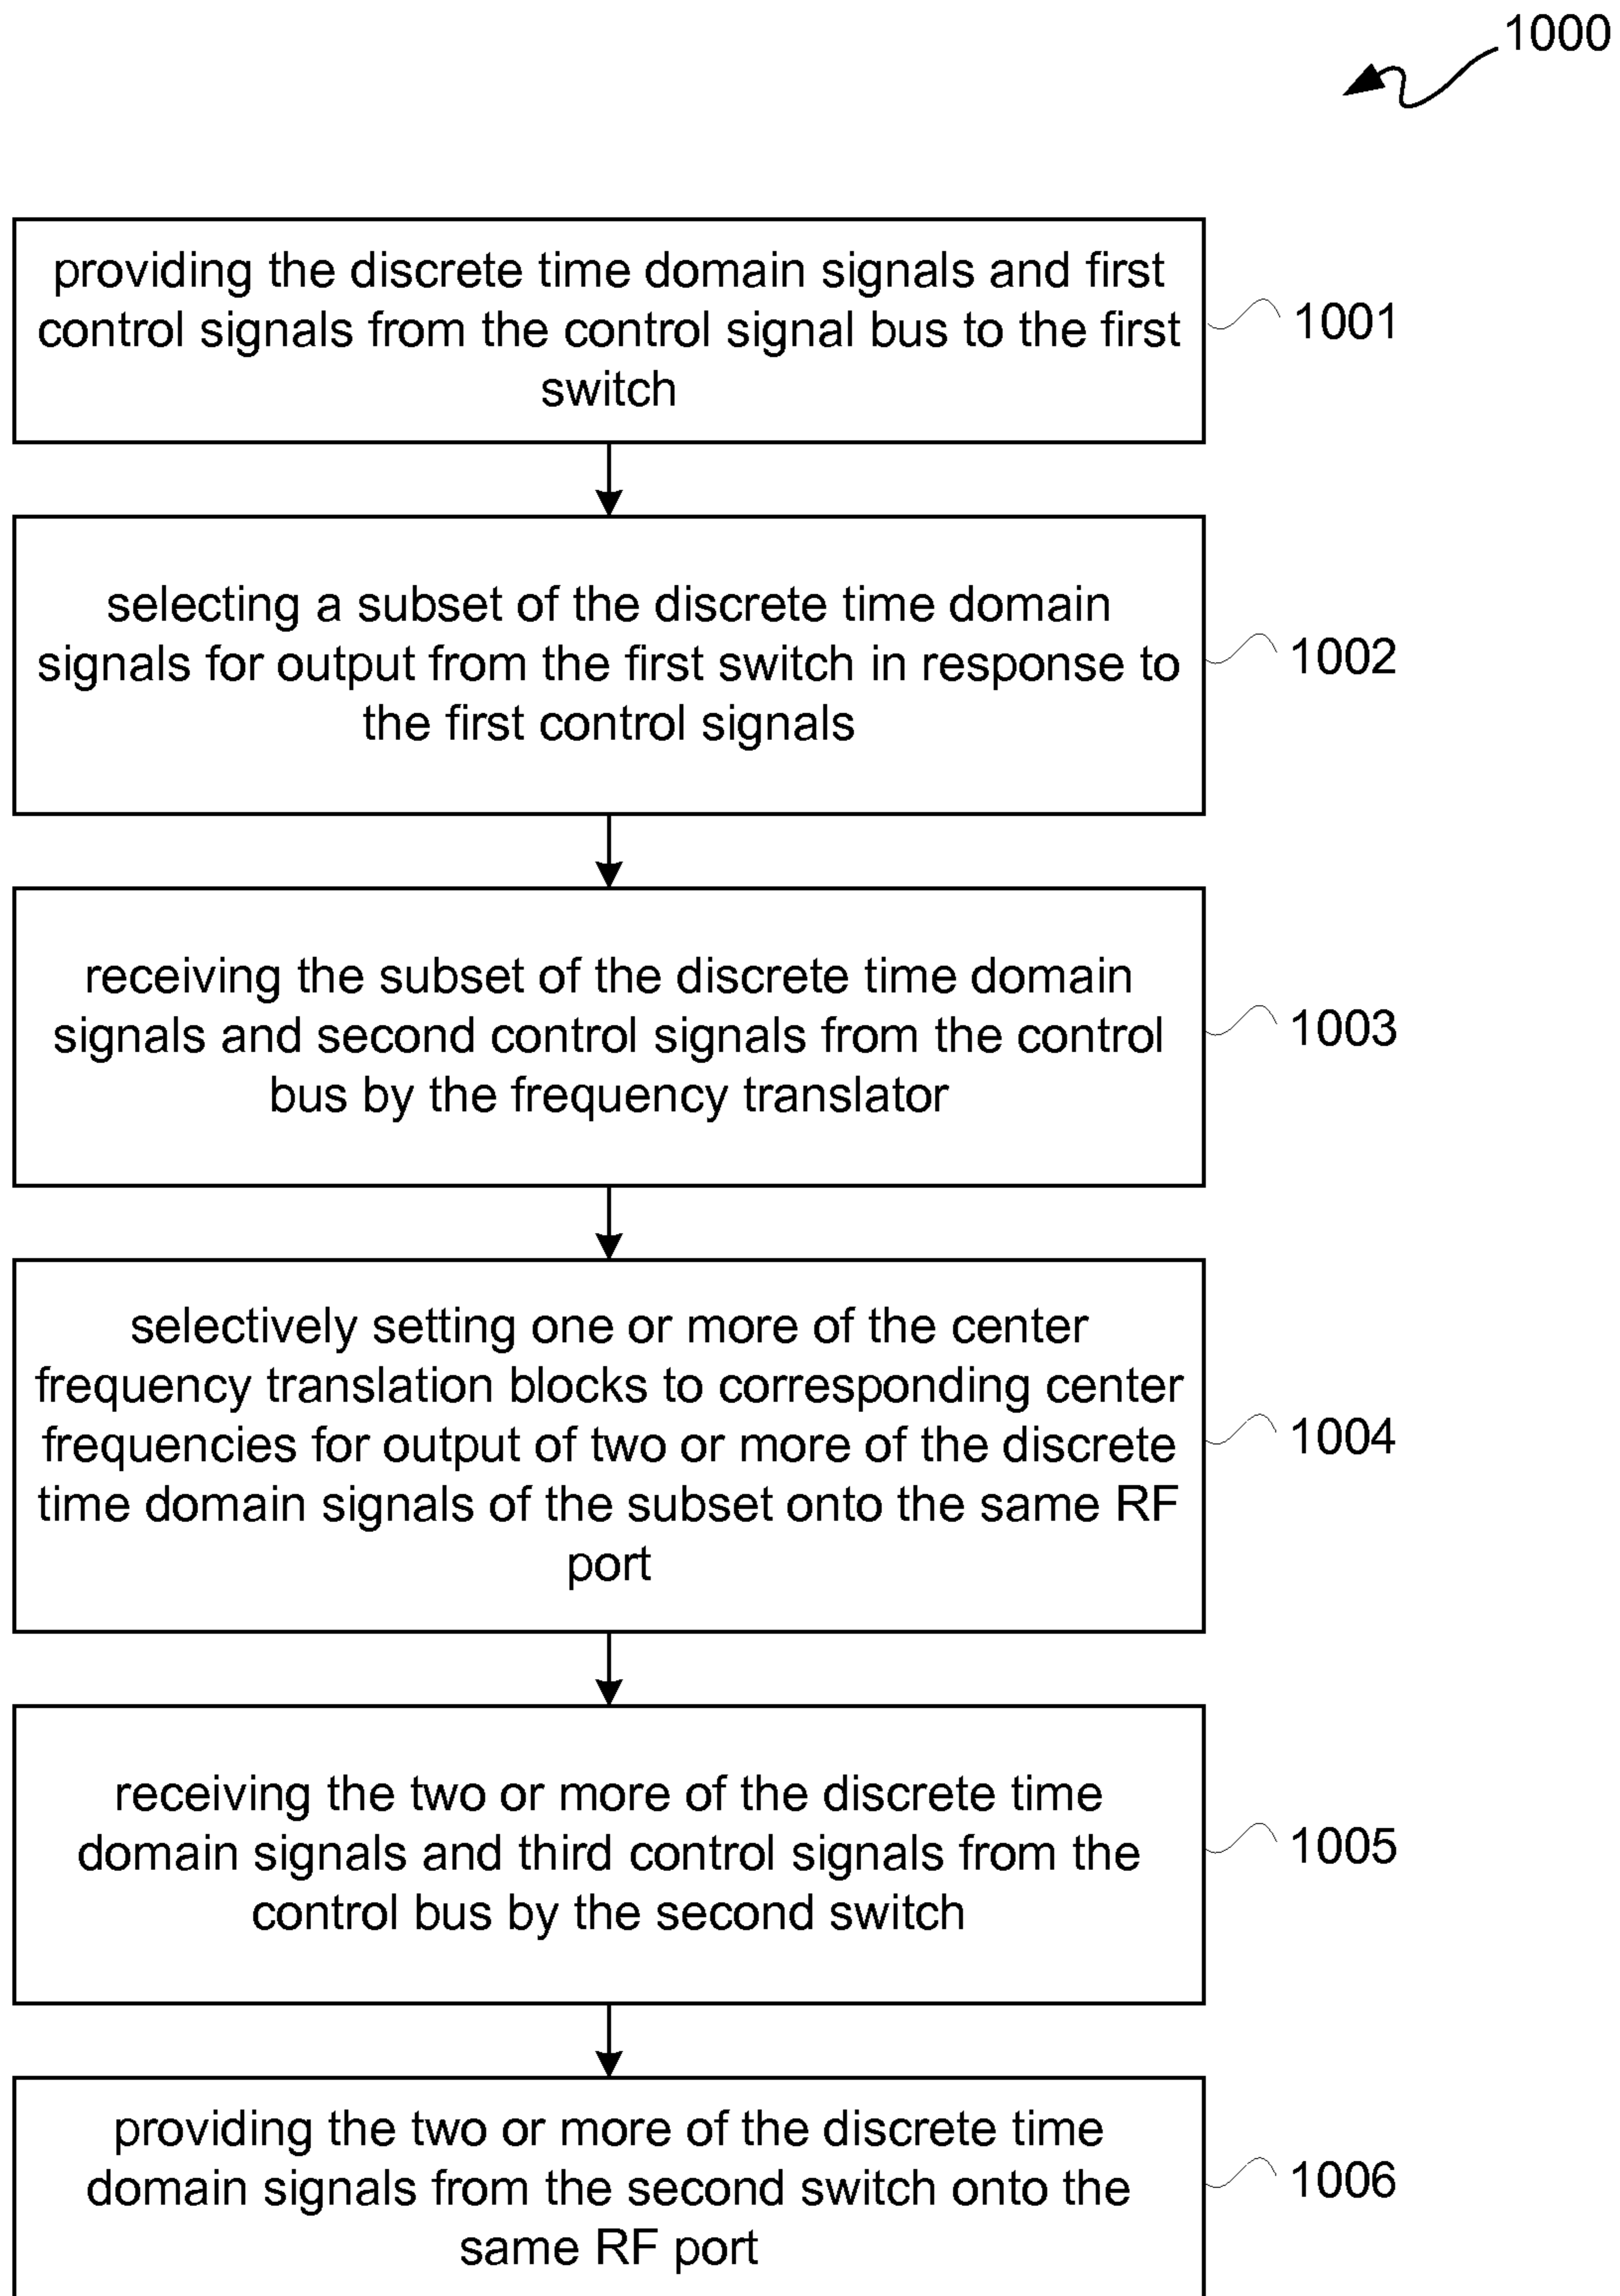 1000
providing the discrete time domain signals and first
control signals from the control signal bus to the first
switch
1001
selecting a subset of the discrete time domain
signals for output from the first switch in response to
the first control signals
1002
receiving the subset of the discrete time domain
signals and second control signals from the control
bus by the frequency translator
1003
selectively setting one or more of the center
frequency translation blocks to corresponding center
frequencies for output of two or more of the discrete
time domain signals of the subset onto the same RF
port
1004
receiving the two or more of the discrete time
domain signals and third control signals from the
control bus by the second switch
1005
providing the two or more of the discrete time
domain signals from the second switch onto the
same RF port
1006